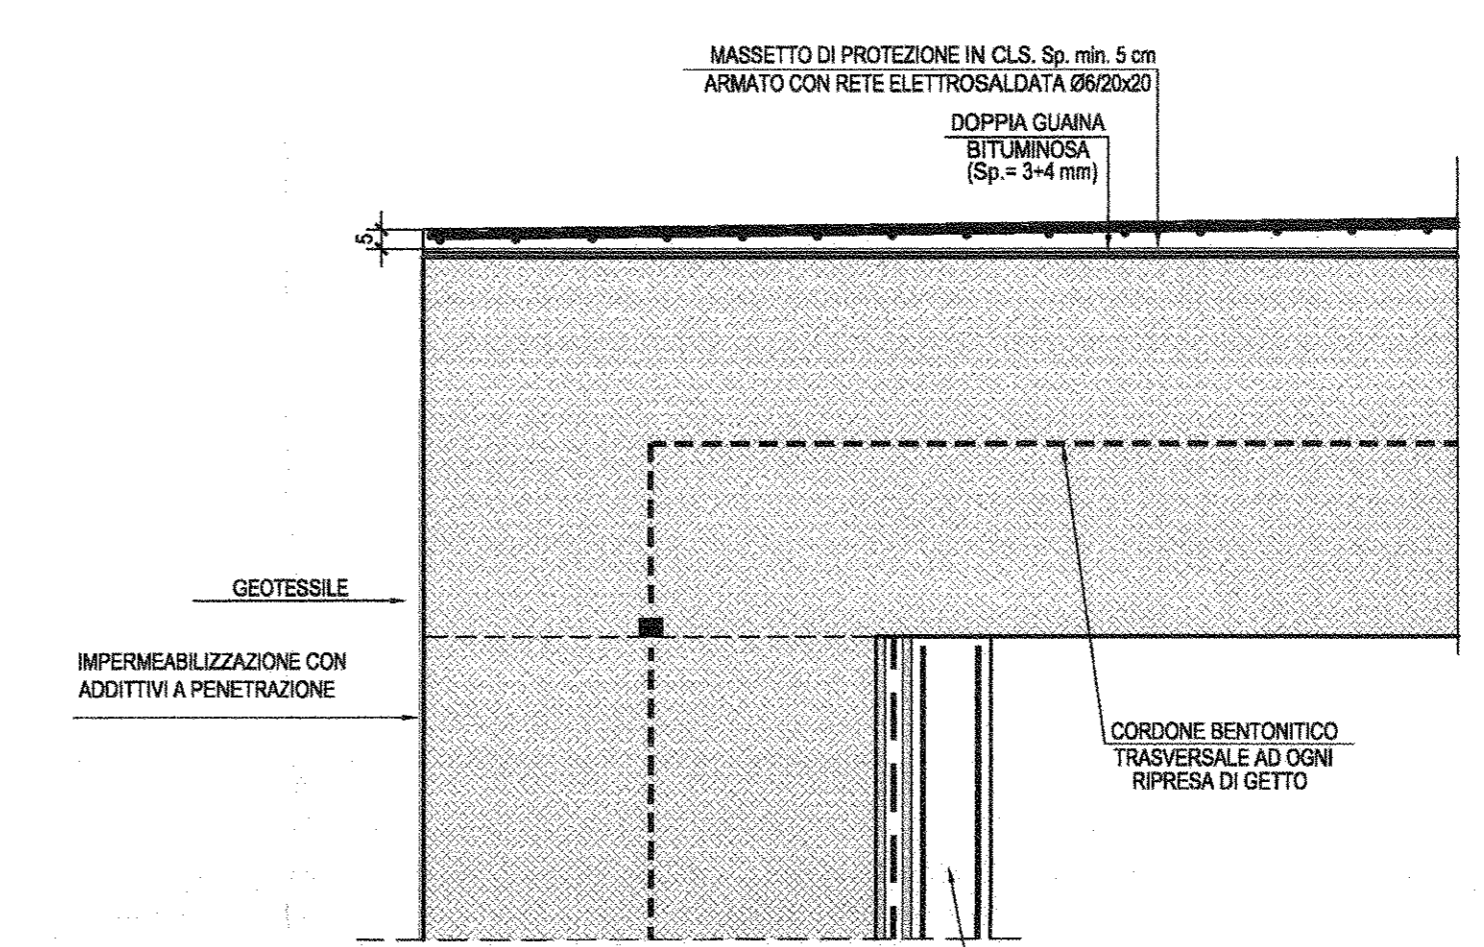 MASSETTO DI PROTEZIONE IN CLS. Sp. min. 5 cm
ARMATO CON RETE ELETTROSALDATA Ø6/20x20
DOPPIA GUAINA
BITUMINOSA
(Sp.= 3+4 mm)
5
GEOTESSILE
IMPERMEABILIZZAZIONE CON
ADDITTIVI A PENETRAZIONE
CORDONE BENTONITICO
TRASVERSALE AD OGNI
RIPRESA DI GETTO